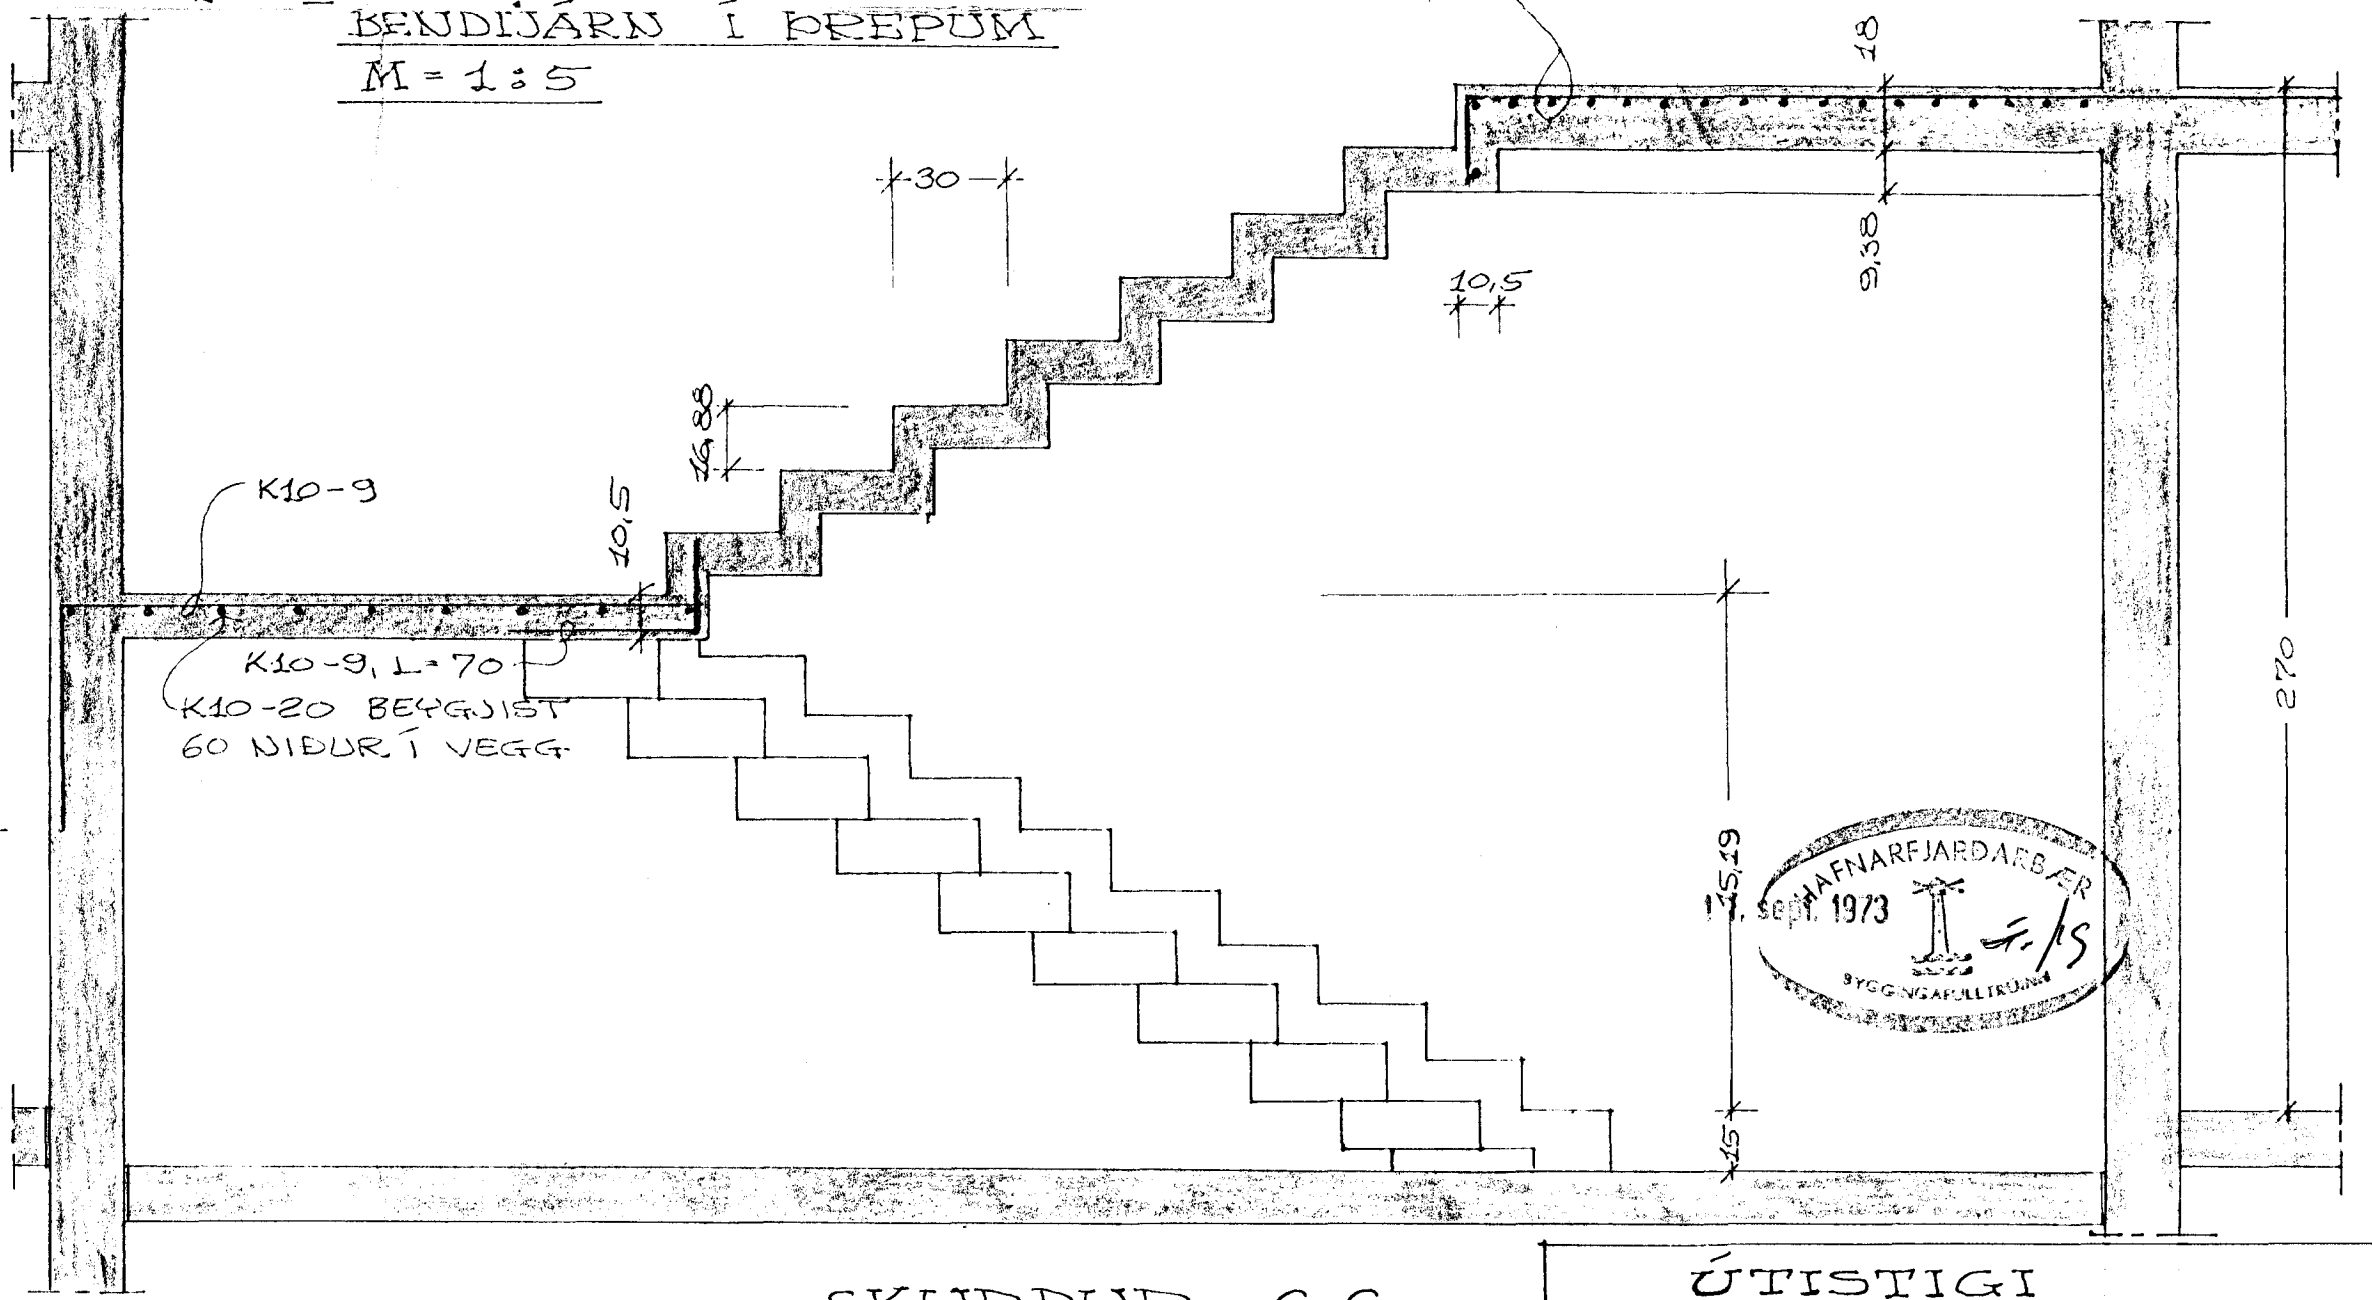 BENDIJÁRN Í ÞREPUM
M = 1:5
18
30
9,38
10,5
16,88
K10-9
10,5
K10-9, L=70
K10-20 BEYGJIST
60 NIÐUR Í VEGG
270
15,19
HAFNARFJARÐARBÆR
sept. 1973
BYGGINGAFULLTRÚINN
15
ÚTISTIGI